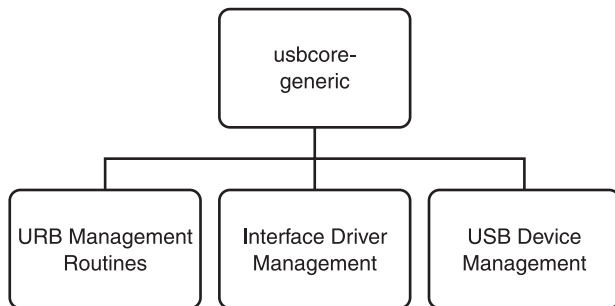 usbcore-
generic
URB Management
Routines
Interface Driver
Management
USB Device
Management